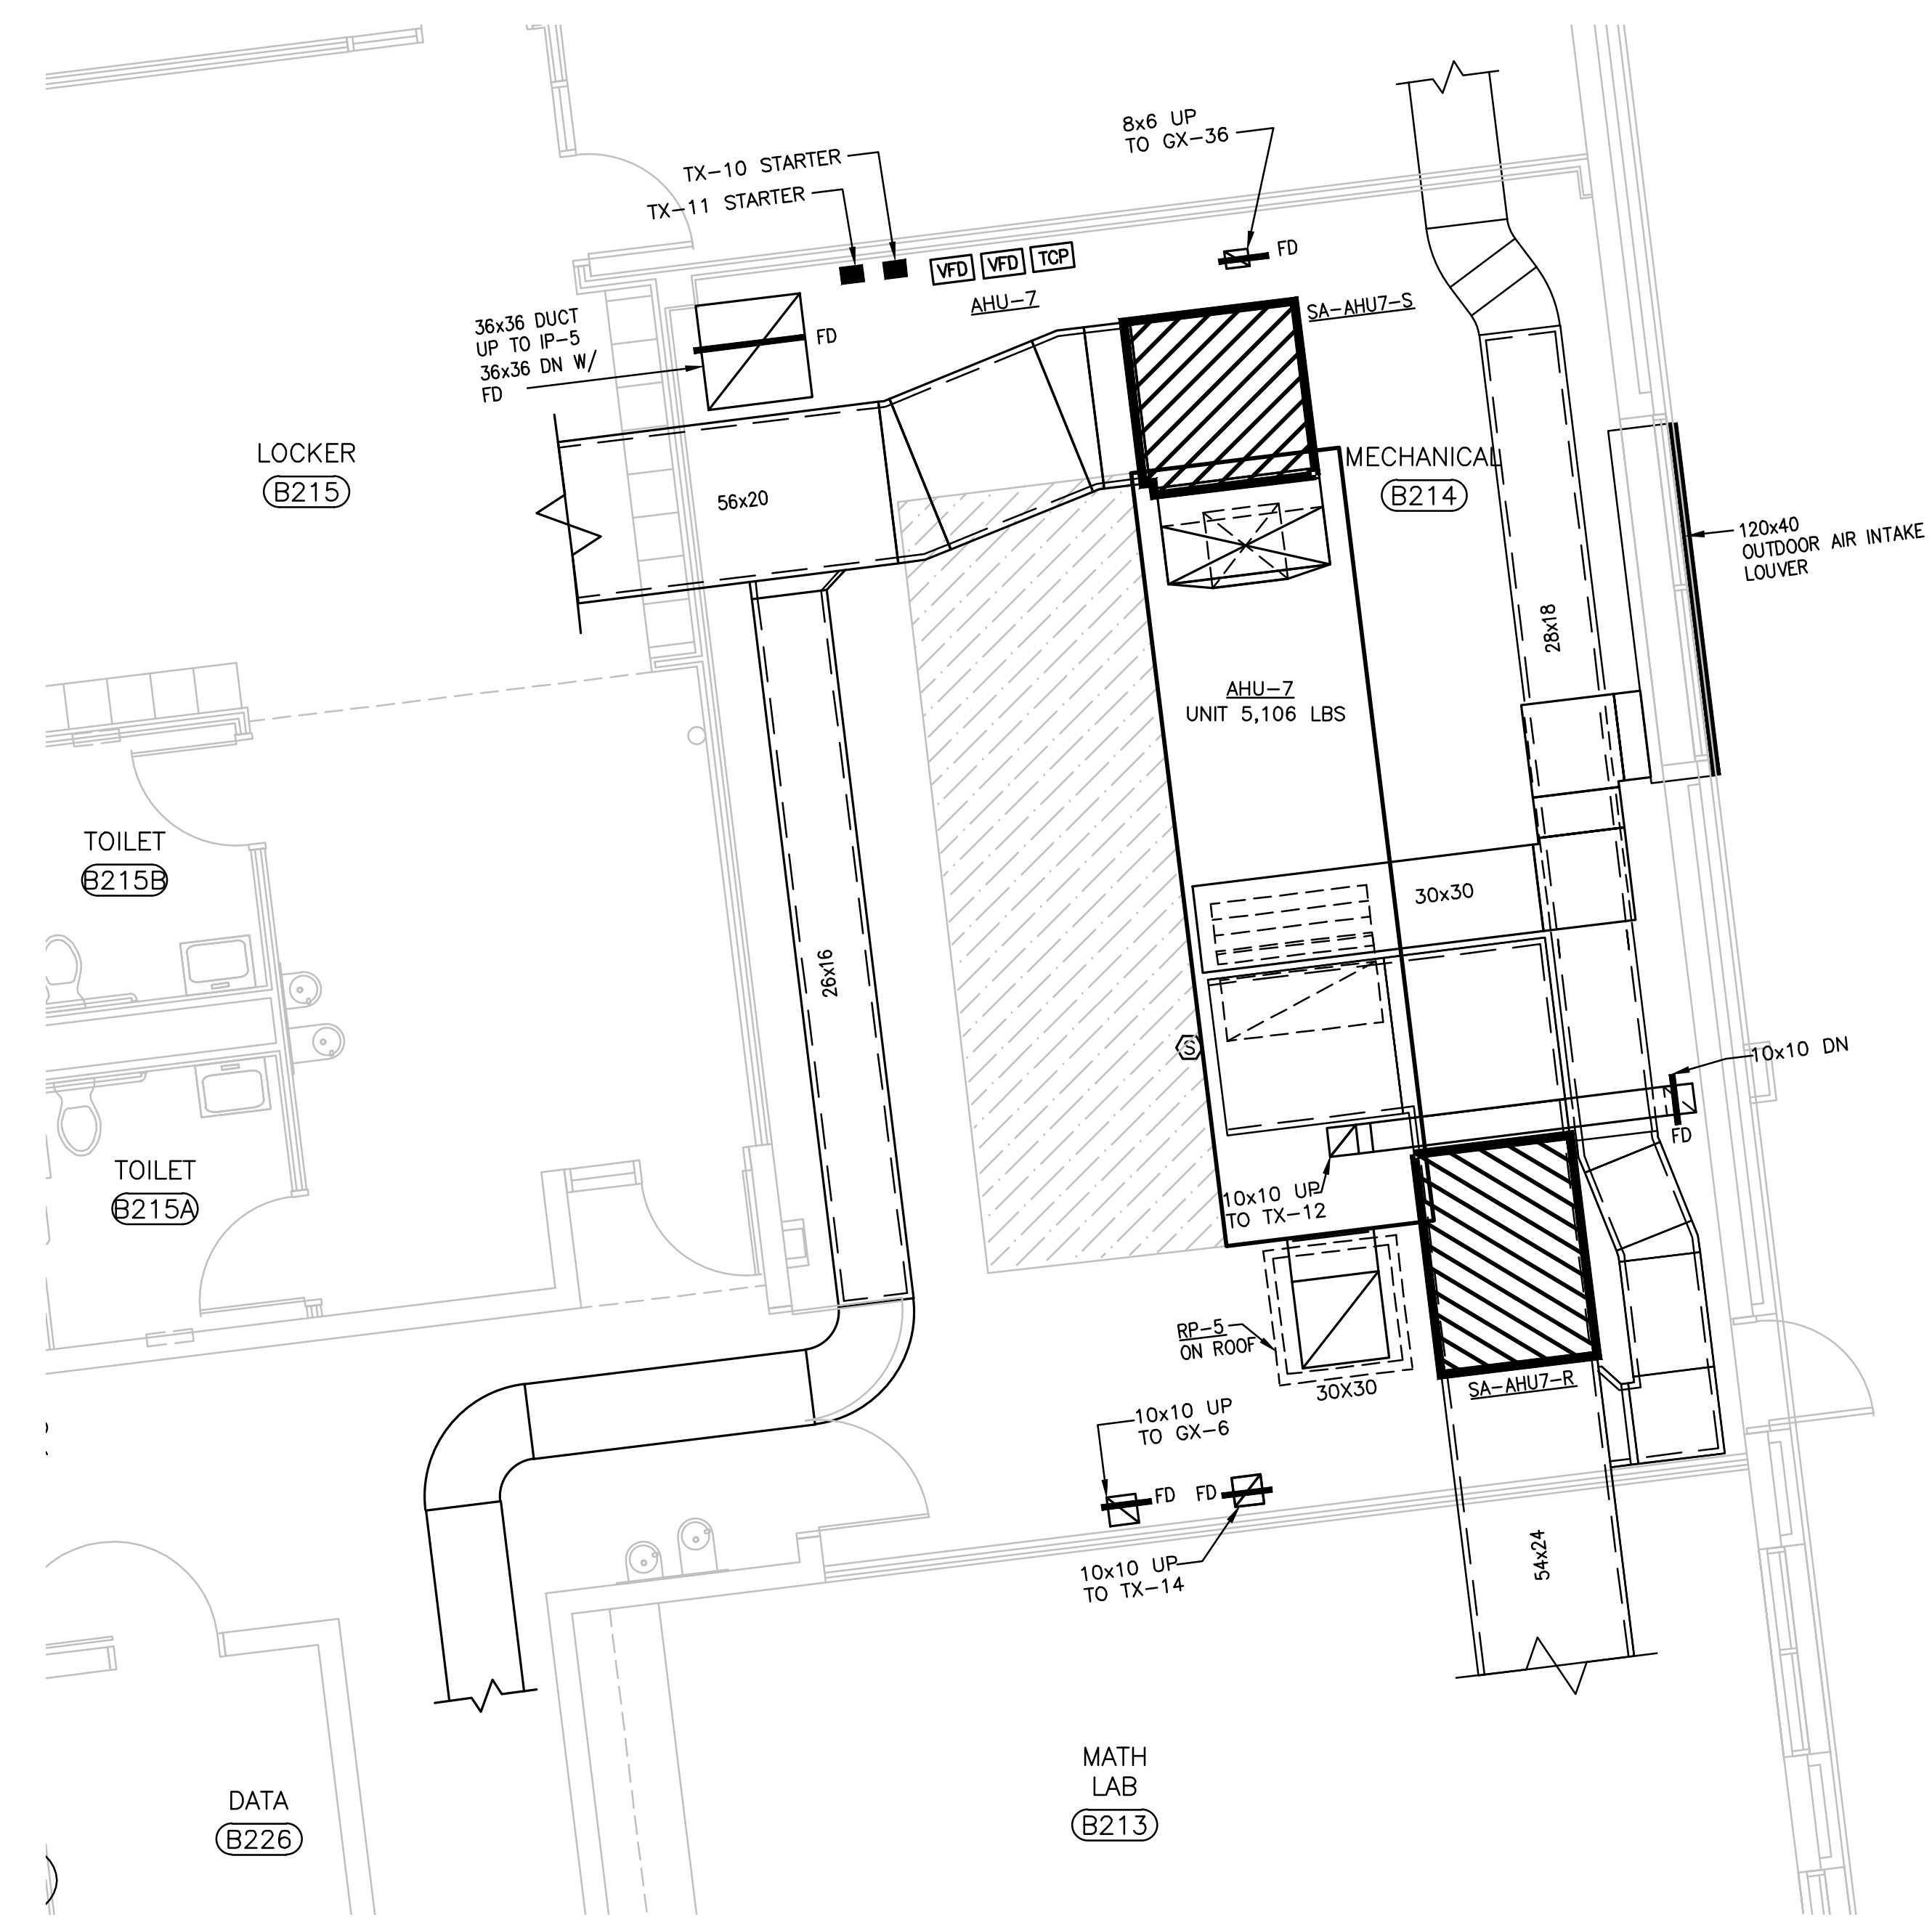 8x6 UP
TO GX-36
TX-10 STARTER
TX-11 STARTER
FD
VFD
VFD
TCP
AHU-7
SA-AHU7-S
36x36 DUCT
UP TO IP-5
36x36 DN W/
FD
FD
LOCKER
B215
56x20
MECHANICAL
B214
120x40
OUTDOOR AIR INTAKE
LOUVER
28x18
AHU-7
UNIT 5,106 LBS
TOILET
B215B
30x30
26x16
S
10x10 DN
FD
TOILET
B215A
10x10 UP
TO TX-12
RP-5
ON ROOF
30X30
SA-AHU7-R
10x10 UP
TO GX-6
FD
FD
10x10 UP
TO TX-14
54x24
MATH
LAB
B213
DATA
B226